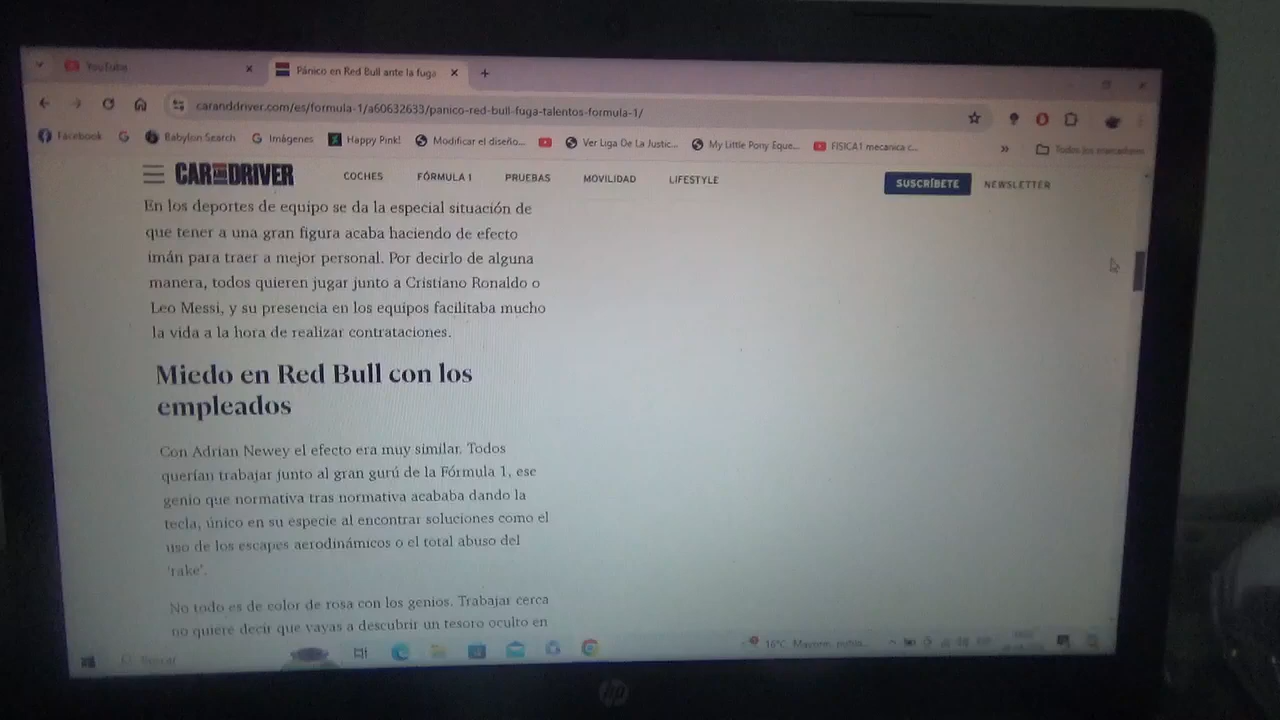 YouTube
Pánico en Red Bull ante la fuga
caranddriver.com/es/formula-1/a60632633/panico-red-bull-fuga-talentos-formula-1/
Facebook
Babylon Search
Imágenes
Happy Pink!
Modificar el diseño...
Ver Liga De La Justic...
My Little Pony Eque...
FISICA1 mecanica c...
Todos los marcadores
CAR AND DRIVER
COCHES
FÓRMULA 1
PRUEBAS
MOVILIDAD
LIFESTYLE
SUSCRÍBETE
NEWSLETTER
En los deportes de equipo se da la especial situación de
que tener a una gran figura acaba haciendo de efecto
imán para traer a mejor personal. Por decirlo de alguna
manera, todos quieren jugar junto a Cristiano Ronaldo o
Leo Messi, y su presencia en los equipos facilitaba mucho
la vida a la hora de realizar contrataciones.
Miedo en Red Bull con los
empleados
Con Adrian Newey el efecto era muy similar. Todos
querían trabajar junto al gran gurú de la Fórmula 1, ese
genio que normativa tras normativa acababa dando la
tecla, único en su especie al encontrar soluciones como el
uso de los escapes aerodinámicos o el total abuso del
'rake'.
No todo es de color de rosa con los genios. Trabajar cerca
no quiere decir que vayas a descubrir un tesoro oculto en
Buscar
16°C
hp